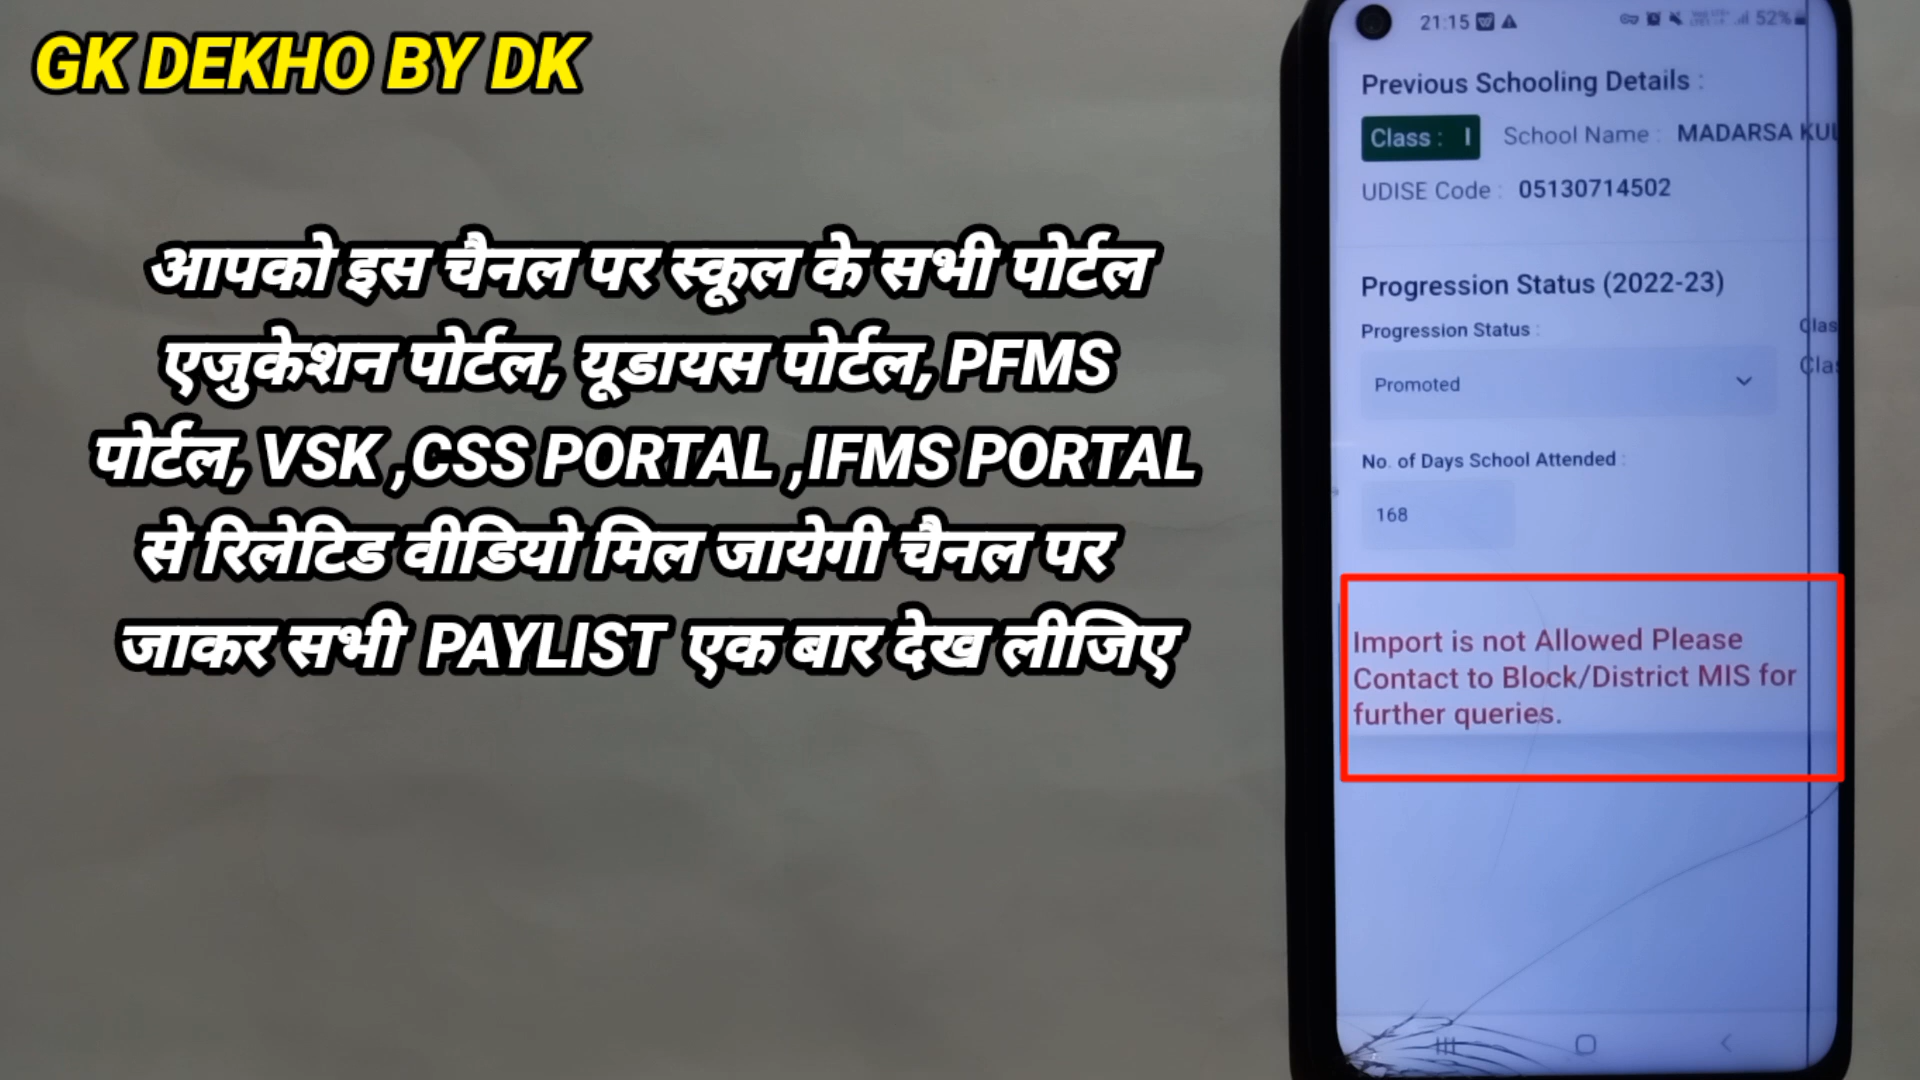 GK DEKHO BY DK
आपको इस चैनल पर स्कूल के सभी पोर्टल
एजुकेशन पोर्टल, यूडायस पोर्टल, PFMS
पोर्टल, VSK ,CSS PORTAL ,IFMS PORTAL
से रिलेटिड वीडियो मिल जायेगी चैनल पर
जाकर सभी PAYLIST एक बार देख लीजिए
21:15 52%
Previous Schooling Details :
Class : I School Name : MADARSA
UDISE Code : 05130714502
Progression Status (2022-23)
Progression Status :
Promoted
No. of Days School Attended :
168
Import is not Allowed Please
Contact to Block/District MIS for
further queries.